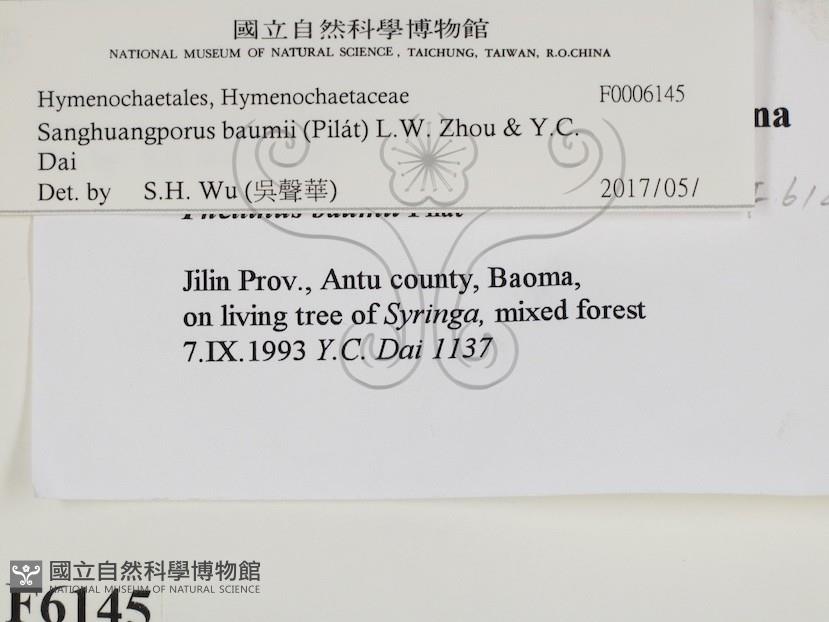 國立自然科學博物館
NATIONAL MUSEUM OF NATURAL SCIENCE, TAICHUNG, TAIWAN, R.O.CHINA
Hymenochaetales, Hymenochaetaceae F0006145
Sanghuangporus baumii (Pilát) L.W. Zhou & Y.C.
Dai
Det. by S.H. Wu (吳聲華) 2017/05/
Jilin Prov., Antu county, Baoma,
on living tree of Syringa, mixed forest
7.IX.1993 Y.C. Dai 1137
國立自然科學博物館
NATIONAL MUSEUM OF NATURAL SCIENCE
F6145